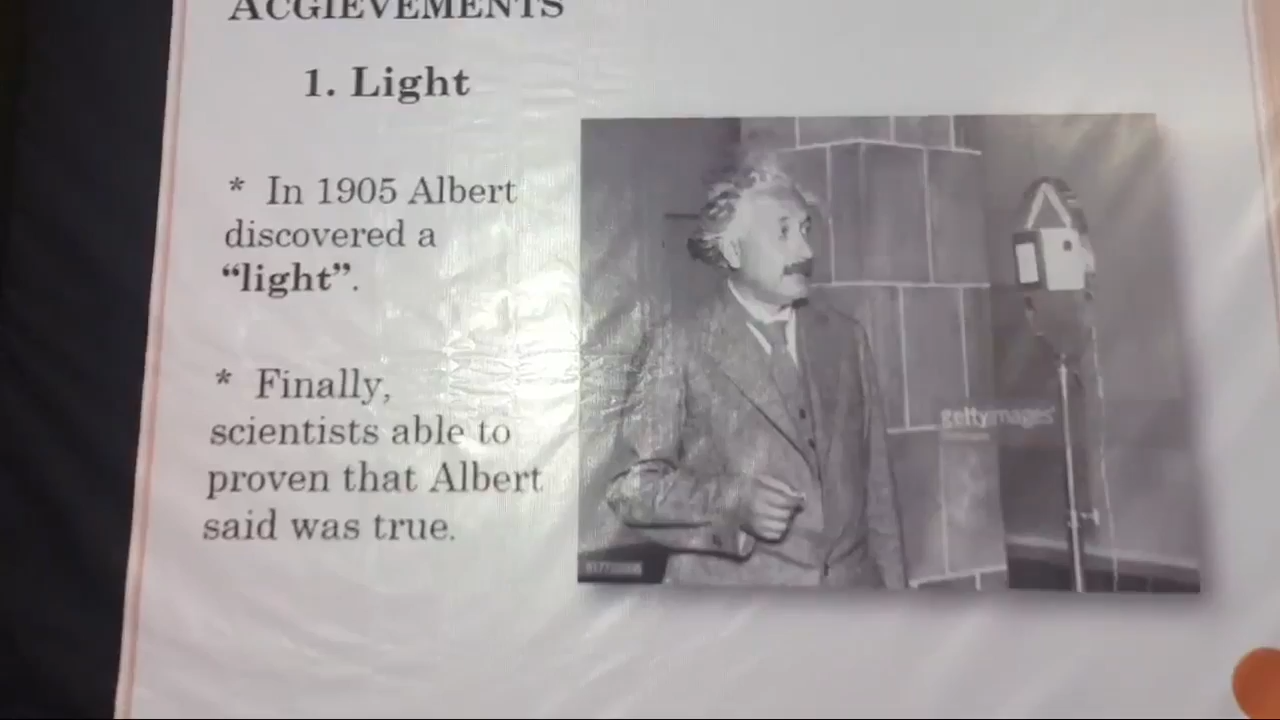 ACGIEVEMENTS
1. Light
* In 1905 Albert
discovered a
“light”.
* Finally,
scientists able to
proven that Albert
said was true.
gettyimages